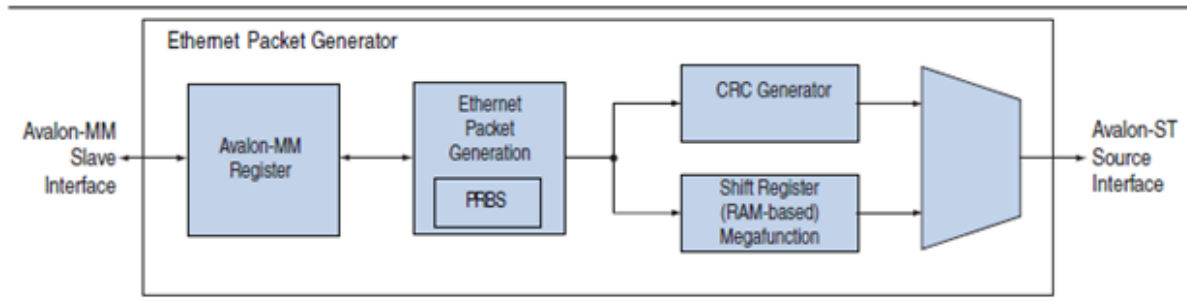 Ethernet Packet Generator
Avalon-MM
Slave
Interface
Avalon-MM
Register
Ethernet
Packet
Generation
PRBS
CRC Generator
Shift Register
(RAM-based)
Megafunction
Avalon-ST
Source
Interface